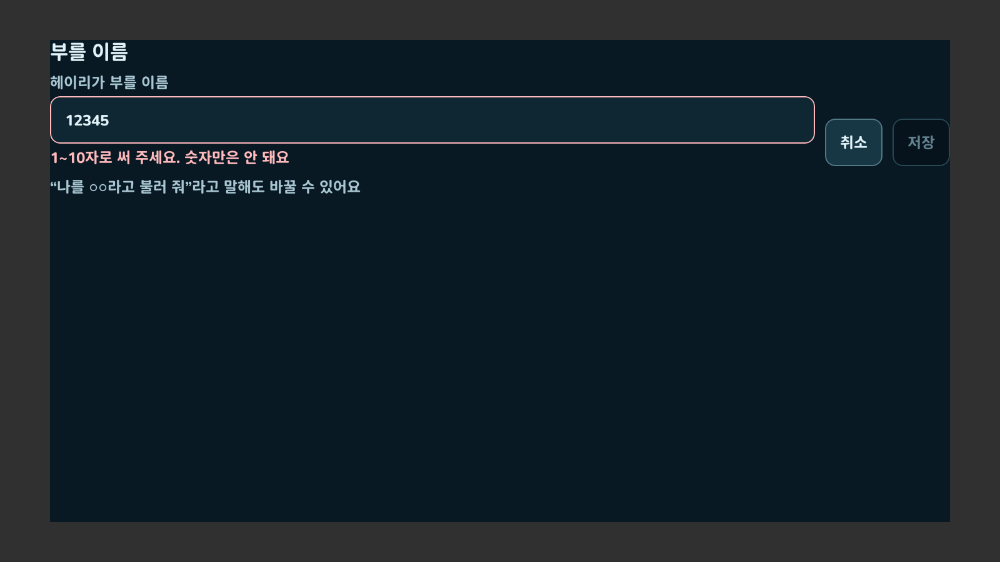 부를 이름
헤이리가 부를 이름
12345
취소
저장
1~10자로 써 주세요. 숫자만은 안 돼요
“나를 ○○라고 불러 줘”라고 말해도 바꿀 수 있어요